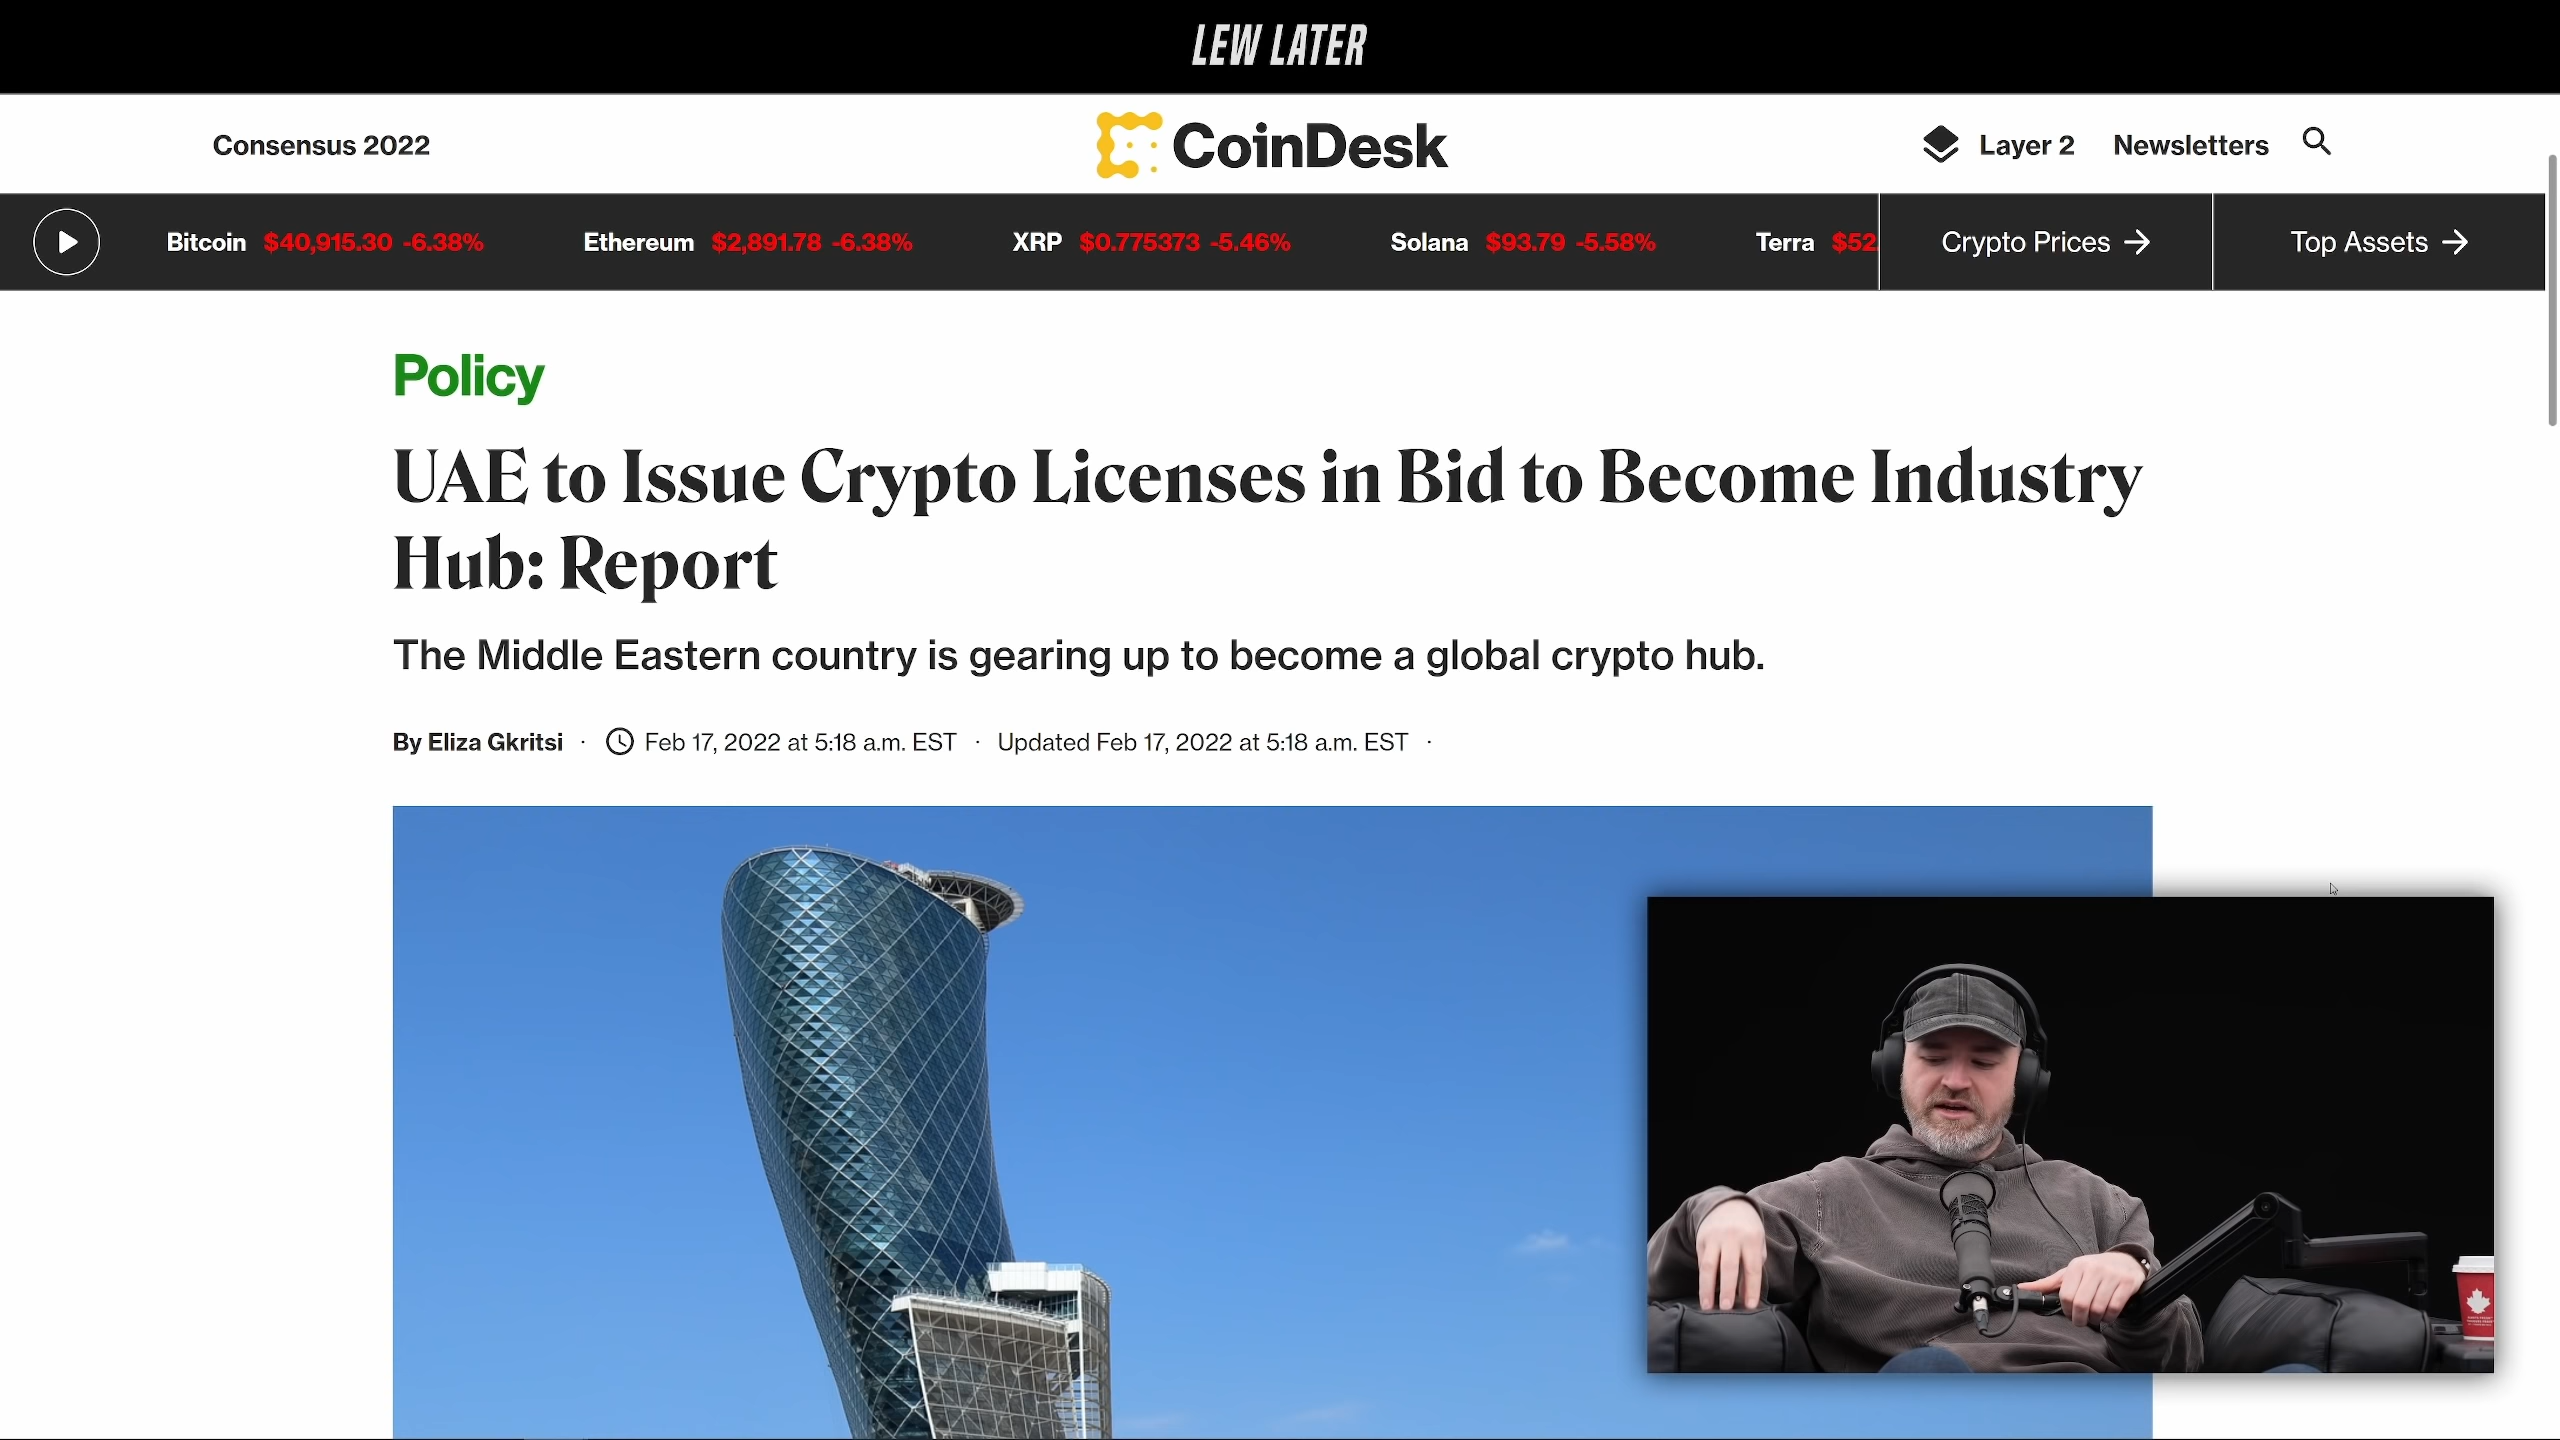 LEW LATER
Consensus 2022
CoinDesk
Layer 2
Newsletters
Bitcoin $40,915.30 -6.38%
Ethereum $2,891.78 -6.38%
XRP $0.775373 -5.46%
Solana $93.79 -5.58%
Terra $52.
Crypto Prices →
Top Assets →
Policy
UAE to Issue Crypto Licenses in Bid to Become Industry
Hub: Report
The Middle Eastern country is gearing up to become a global crypto hub.
By Eliza Gkritsi · Feb 17, 2022 at 5:18 a.m. EST · Updated Feb 17, 2022 at 5:18 a.m. EST ·